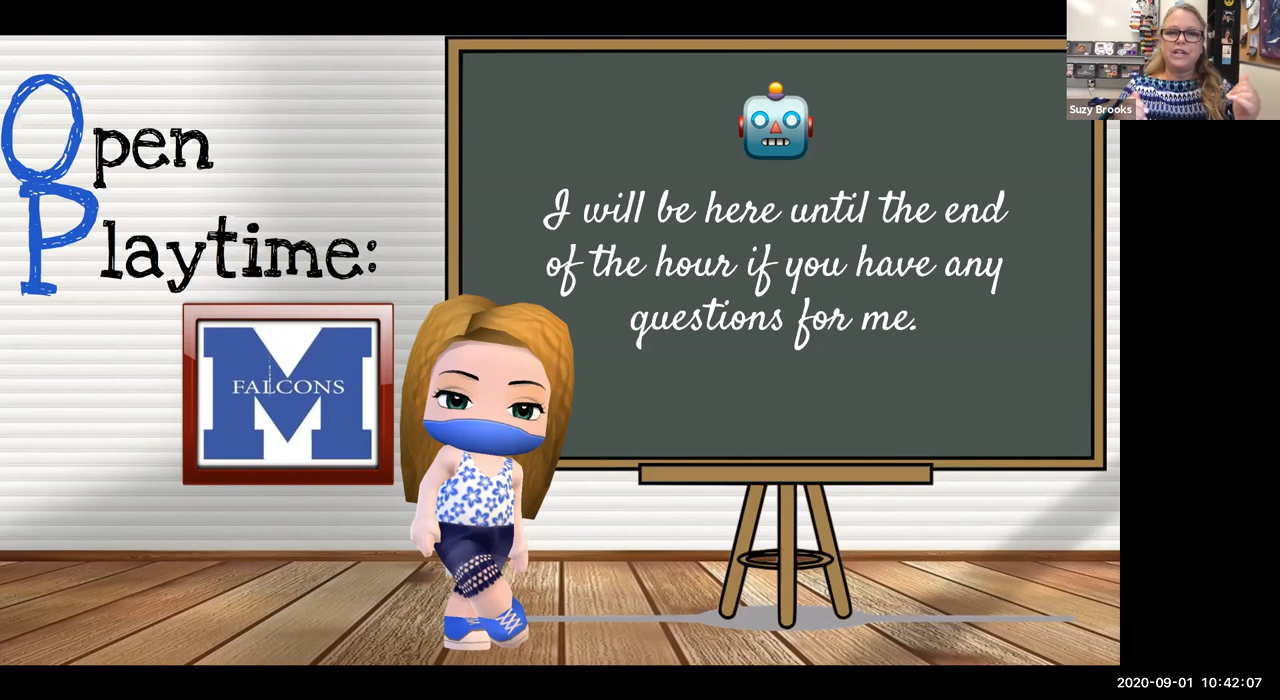 Open
Playtime:
FALCONS
I will be here until the end
of the hour if you have any
questions for me.
Suzy Brooks
2020-09-01 10:42:07